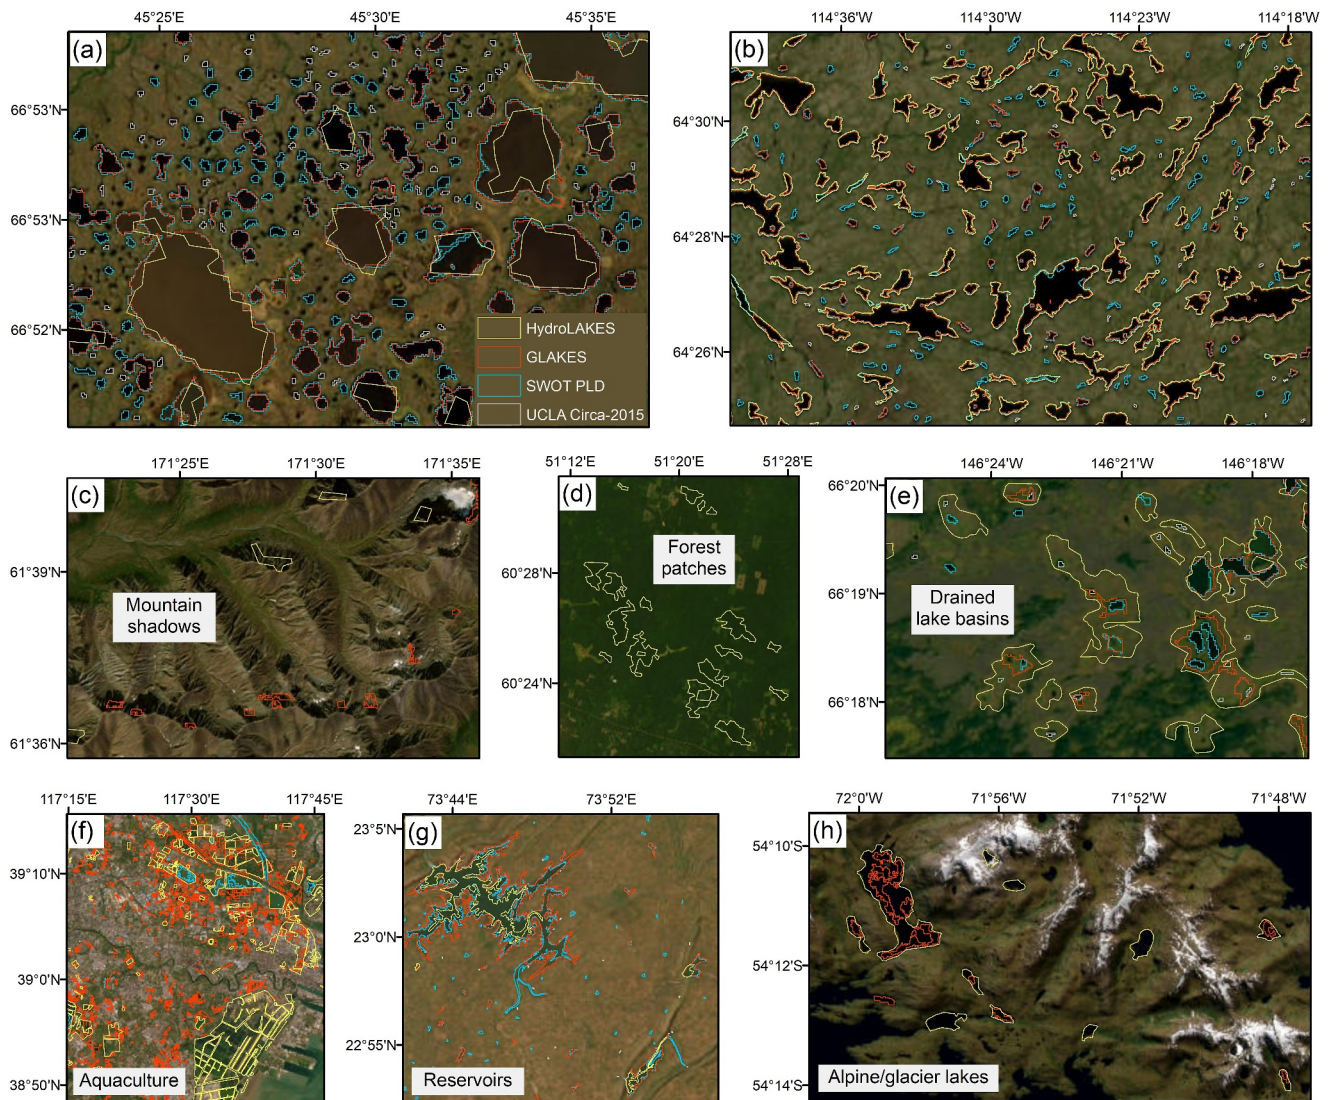 45°25'E 45°30'E 45°35'E
114°36'W 114°30'W 114°23'W 114°18'W
(a)
(b)
66°53'N
66°53'N
66°52'N
64°30'N
64°28'N
64°26'N
HydroLAKES
GLAKES
SWOT PLD
UCLA Circa-2015
171°25'E 171°30'E 171°35'E
51°12'E 51°20'E 51°28'E
146°24'W 146°21'W 146°18'W
(c)
(d)
(e)
61°39'N
61°36'N
Mountain
shadows
60°28'N
60°24'N
Forest
patches
66°20'N
66°19'N
66°18'N
Drained
lake basins
117°15'E 117°30'E 117°45'E
73°44'E 73°52'E
72°0'W 71°56'W 71°52'W 71°48'W
(f)
(g)
(h)
39°10'N
39°0'N
38°50'N
Aquaculture
23°5'N
23°0'N
22°55'N
Reservoirs
54°10'S
54°12'S
54°14'S
Alpine/glacier lakes